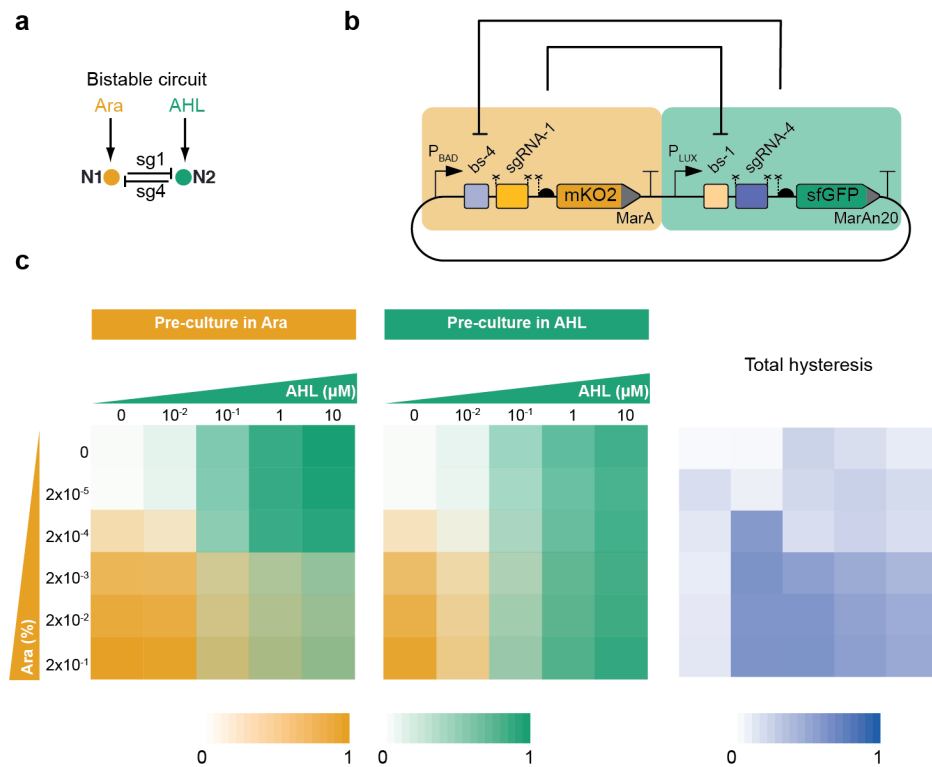 a
Bistable circuit
Ara AHL
sg1
N1 N2
sg4
b
P_BAD bs-4 sgRNA-1 P_LUX bs-1 sgRNA-4
mKO2 sfGFP
MarA MarAn20
c
Pre-culture in Ara Pre-culture in AHL
Total hysteresis
AHL (µM) AHL (µM)
0 10⁻² 10⁻¹ 1 10 0 10⁻² 10⁻¹ 1 10
0
2x10⁻⁵
2x10⁻⁴
2x10⁻³
2x10⁻²
2x10⁻¹
Ara (%)
0 1 0 1 0 1